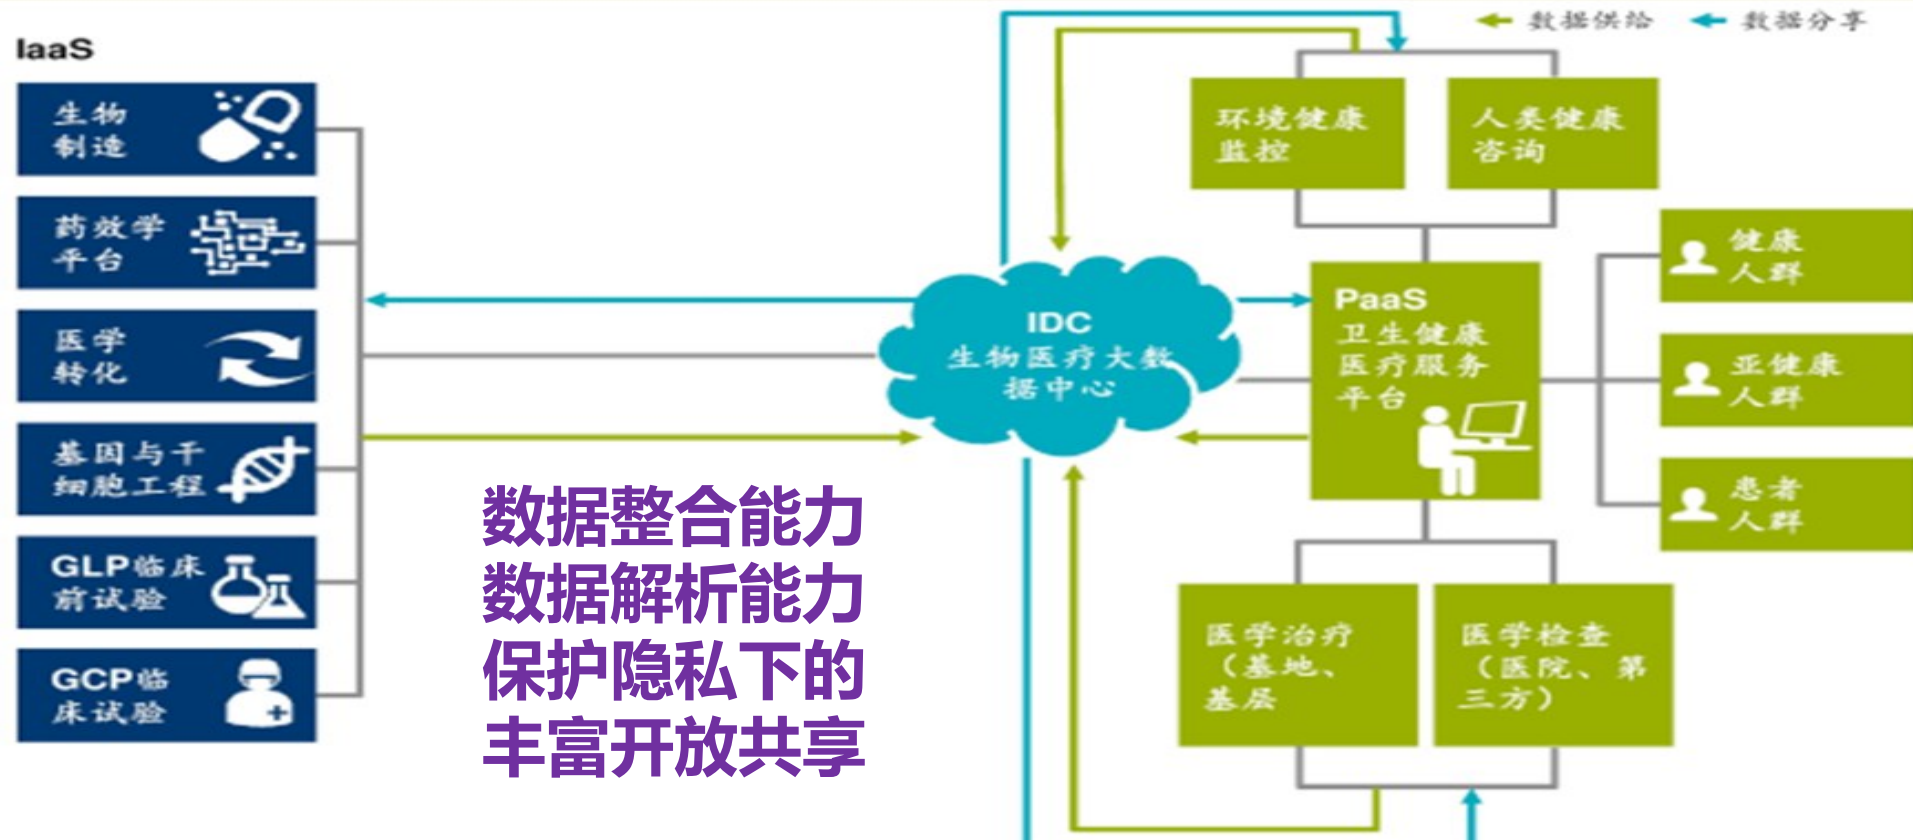 数据供给
数据分享
IaaS
生物
制造
药效学
平台
医学
转化
基因与干
细胞工程
GLP临床
前试验
GCP临
床试验
数据整合能力
数据解析能力
保护隐私下的
丰富开放共享
IDC
生物医疗大数
据中心
环境健康
监控
人类健康
咨询
PaaS
卫生健康
医疗服务
平台
健康
人群
亚健康
人群
患者
人群
医学治疗
（基地、
基层
医学检查
（医院、第
三方）